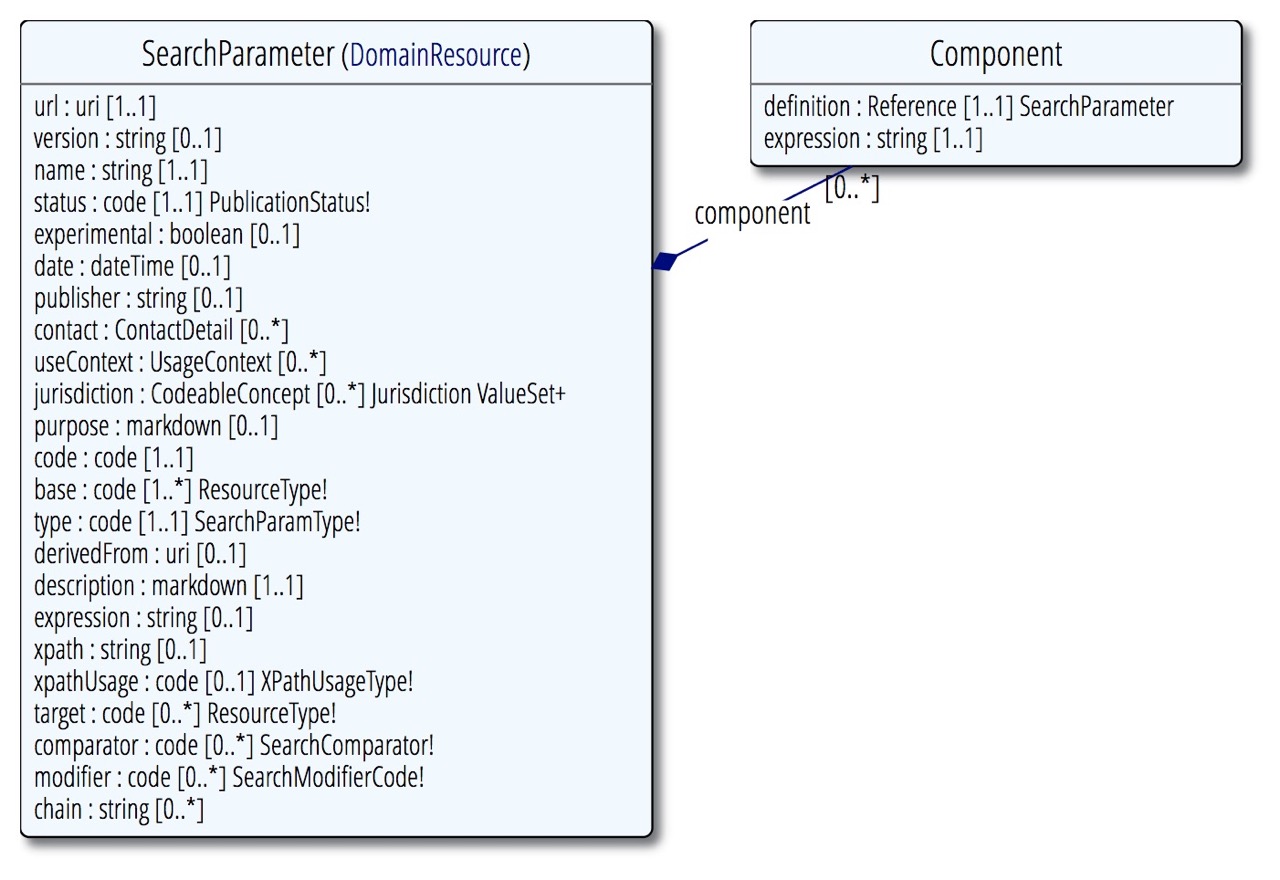 SearchParameter (DomainResource)
url : uri [1..1]
version : string [0..1]
name : string [1..1]
status : code [1..1] PublicationStatus!
experimental : boolean [0..1]
date : dateTime [0..1]
publisher : string [0..1]
contact : ContactDetail [0..*]
useContext : UsageContext [0..*]
jurisdiction : CodeableConcept [0..*] Jurisdiction ValueSet+
purpose : markdown [0..1]
code : code [1..1]
base : code [1..*] ResourceType!
type : code [1..1] SearchParamType!
derivedFrom : uri [0..1]
description : markdown [1..1]
expression : string [0..1]
xpath : string [0..1]
xpathUsage : code [0..1] XPathUsageType!
target : code [0..*] ResourceType!
comparator : code [0..*] SearchComparator!
modifier : code [0..*] SearchModifierCode!
chain : string [0..*]
Component
definition : Reference [1..1] SearchParameter
expression : string [1..1]
[0..*]
component